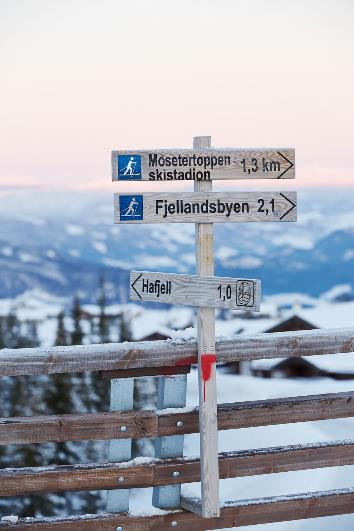 Mosetertoppen
skistadion 1,3 km
Fjellandsbyen 2,1
Hafjell 1,0